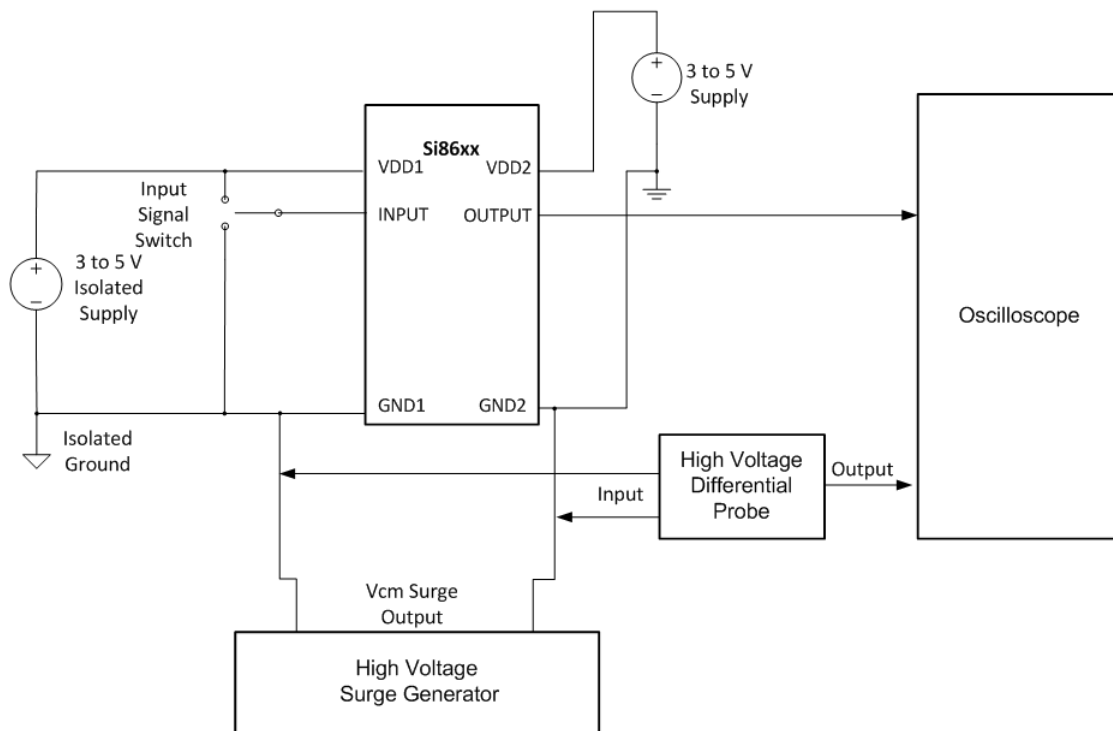 3 to 5 V
Supply
Si86xx
VDD1
VDD2
Input
Signal
Switch
INPUT
OUTPUT
3 to 5 V
Isolated
Supply
Oscilloscope
GND1
GND2
Isolated
Ground
High Voltage
Differential
Probe
Output
Input
Vcm Surge
Output
High Voltage
Surge Generator
+
−
+
−